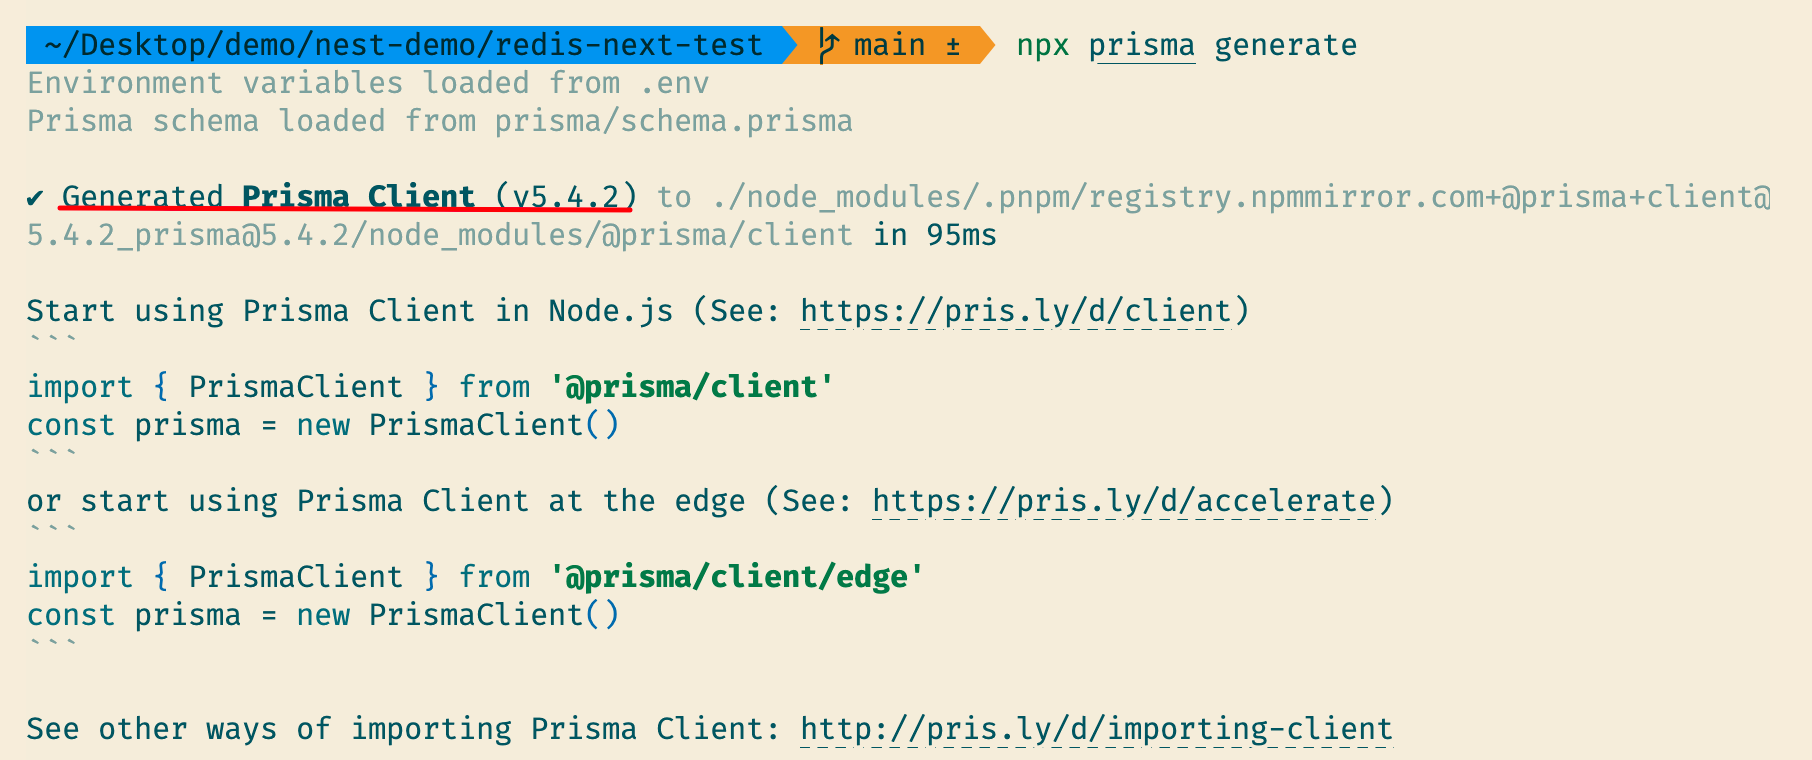 ~/Desktop/demo/nest-demo/redis-next-test main ± npx prisma generate
Environment variables loaded from .env
Prisma schema loaded from prisma/schema.prisma
✔ Generated Prisma Client (v5.4.2) to ./node_modules/.pnpm/registry.npmmirror.com+@prisma+client@
5.4.2_prisma@5.4.2/node_modules/@prisma/client in 95ms
Start using Prisma Client in Node.js (See: https://pris.ly/d/client)
```
import { PrismaClient } from '@prisma/client'
const prisma = new PrismaClient()
```
or start using Prisma Client at the edge (See: https://pris.ly/d/accelerate)
```
import { PrismaClient } from '@prisma/client/edge'
const prisma = new PrismaClient()
```
See other ways of importing Prisma Client: http://pris.ly/d/importing-client